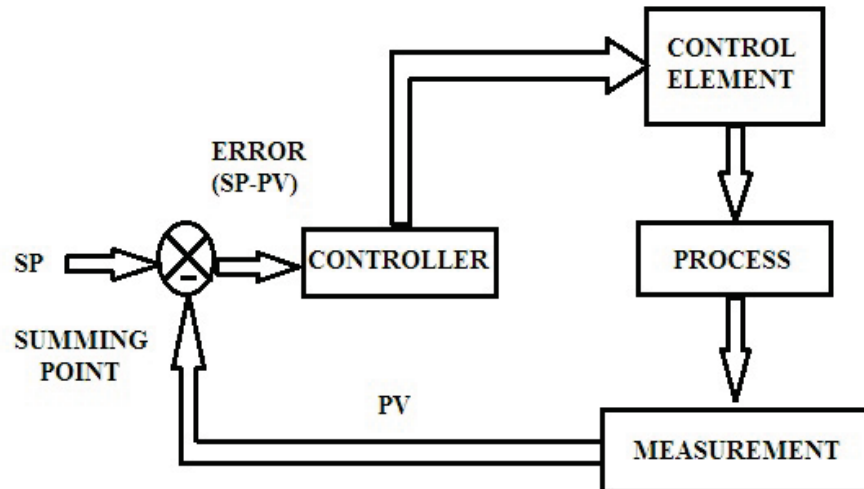 CONTROL
ELEMENT
ERROR
(SP-PV)
SP
-
CONTROLLER
PROCESS
SUMMING
POINT
PV
MEASUREMENT